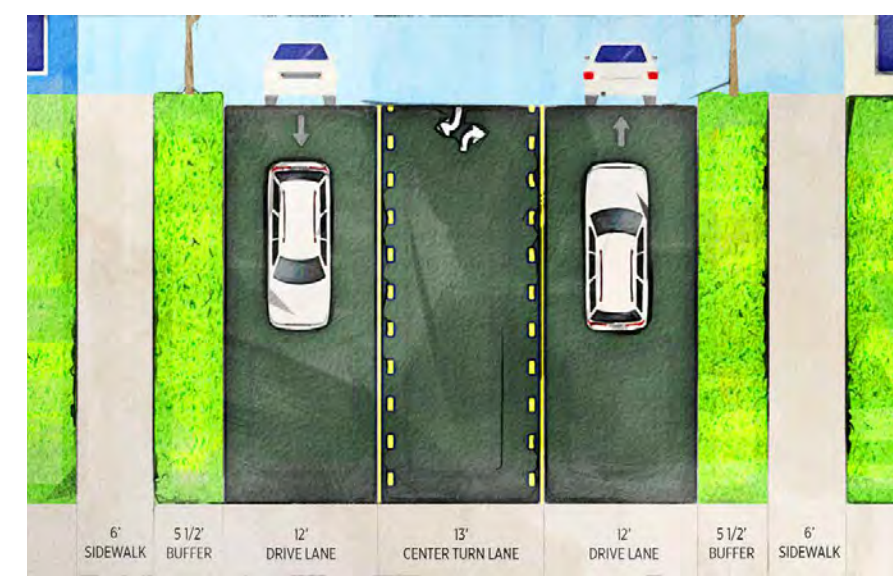 6'
SIDEWALK
5 1/2'
BUFFER
12'
DRIVE LANE
13'
CENTER TURN LANE
12'
DRIVE LANE
5 1/2'
BUFFER
6'
SIDEWALK